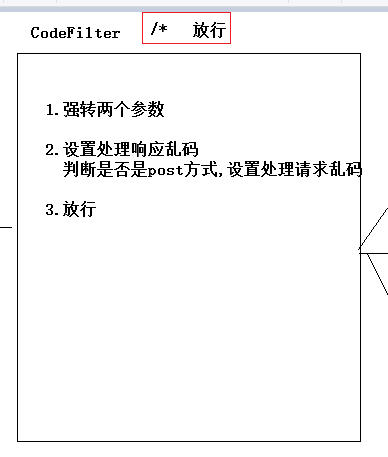 CodeFilter /* 放行
1.强转两个参数
2.设置处理响应乱码
判断是否是post方式,设置处理请求乱码
3.放行